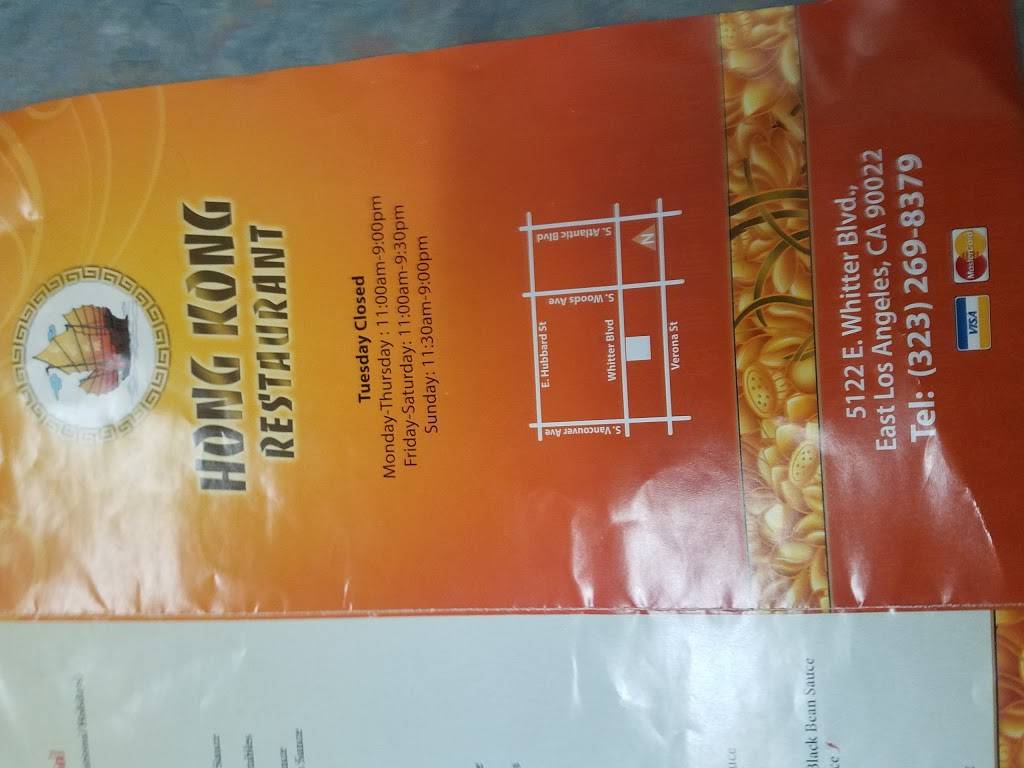 HONG KONG
RESTAURANT
Tuesday Closed
Monday-Thursday : 11:00am-9:00pm
Friday-Saturday: 11:00am-9:30pm
Sunday: 11:30am-9:00pm
E. Hubbard St
S. Vancouver Ave
S. Woods Ave
S. Atlantic Blvd
Whitter Blvd
N
Verona St
5122 E. Whitter Blvd.,
East Los Angeles, CA 90022
Tel: (323) 269-8379
VISA
MasterCard
Sauce
Black Bean Sauce